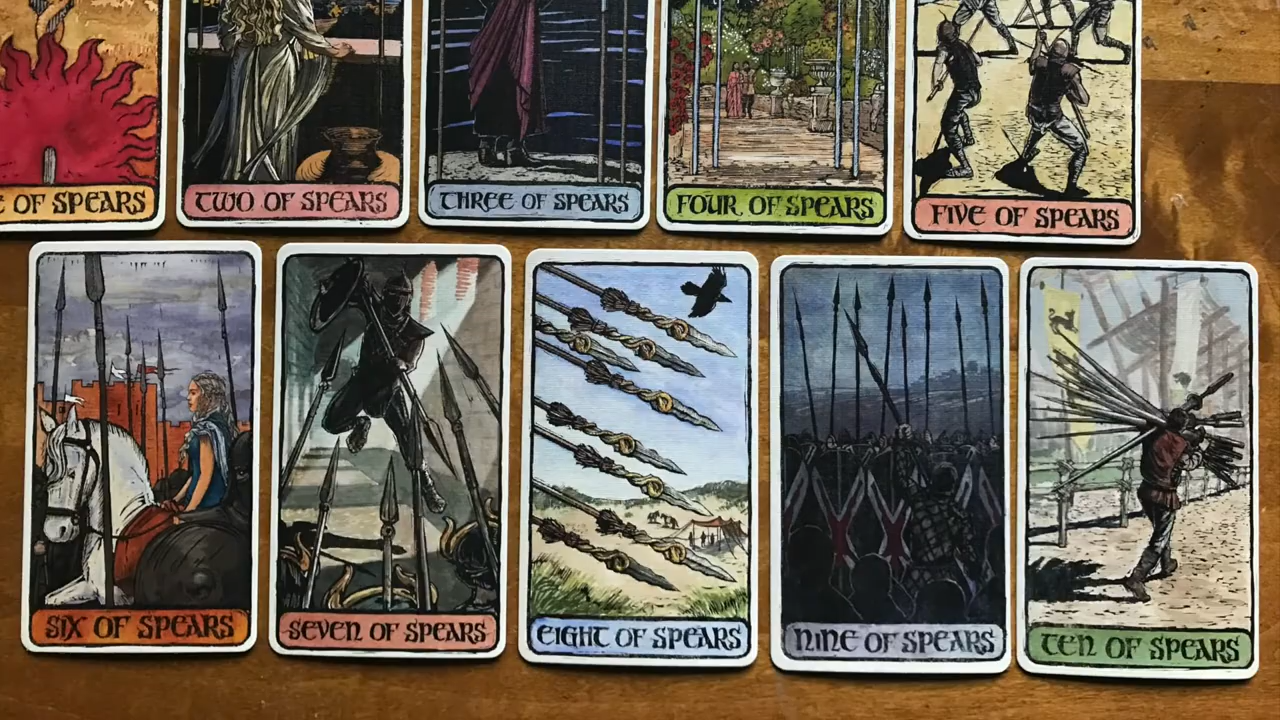 OF SPEARS
TWO OF SPEARS
THREE OF SPEARS
FOUR OF SPEARS
FIVE OF SPEARS
SIX OF SPEARS
SEVEN OF SPEARS
EIGHT OF SPEARS
NINE OF SPEARS
TEN OF SPEARS